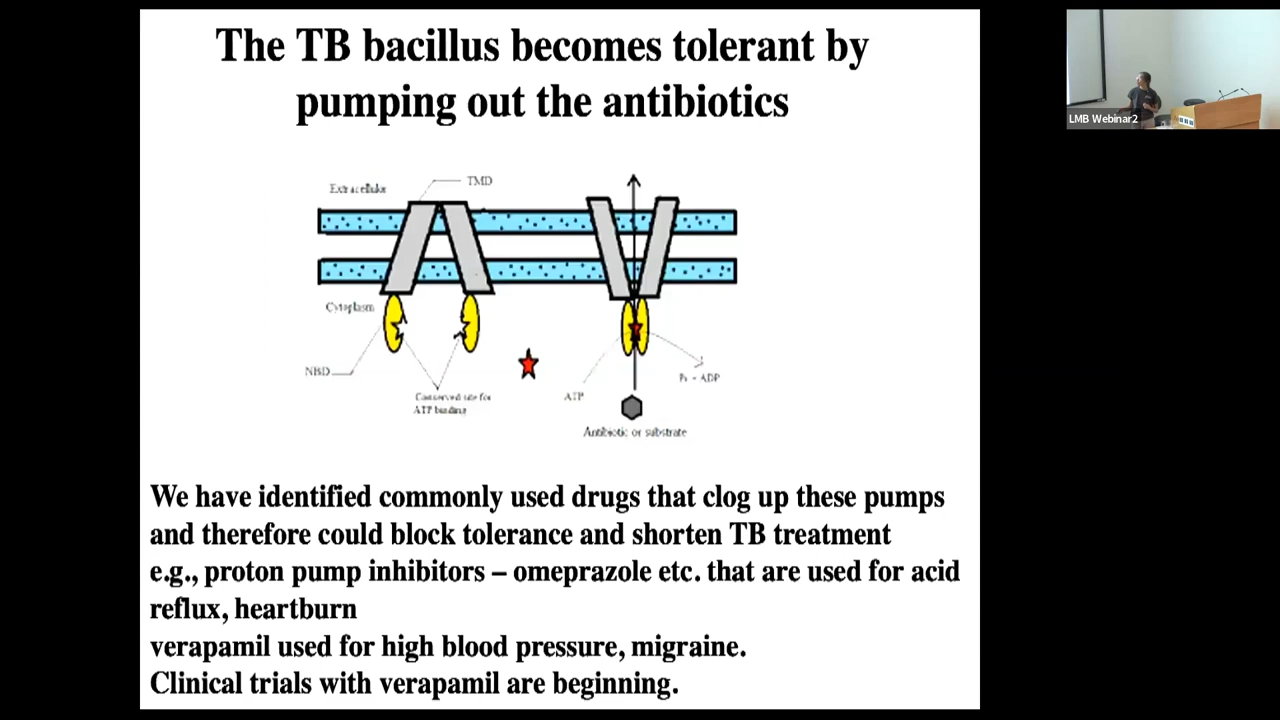 The TB bacillus becomes tolerant by
pumping out the antibiotics
Extracellular
TMD
Cytoplasm
NBD
Conserved site for
ATP binding
ATP
Pi + ADP
Antibiotic or substrate
We have identified commonly used drugs that clog up these pumps
and therefore could block tolerance and shorten TB treatment
e.g., proton pump inhibitors – omeprazole etc. that are used for acid
reflux, heartburn
verapamil used for high blood pressure, migraine.
Clinical trials with verapamil are beginning.
LMB Webinar2